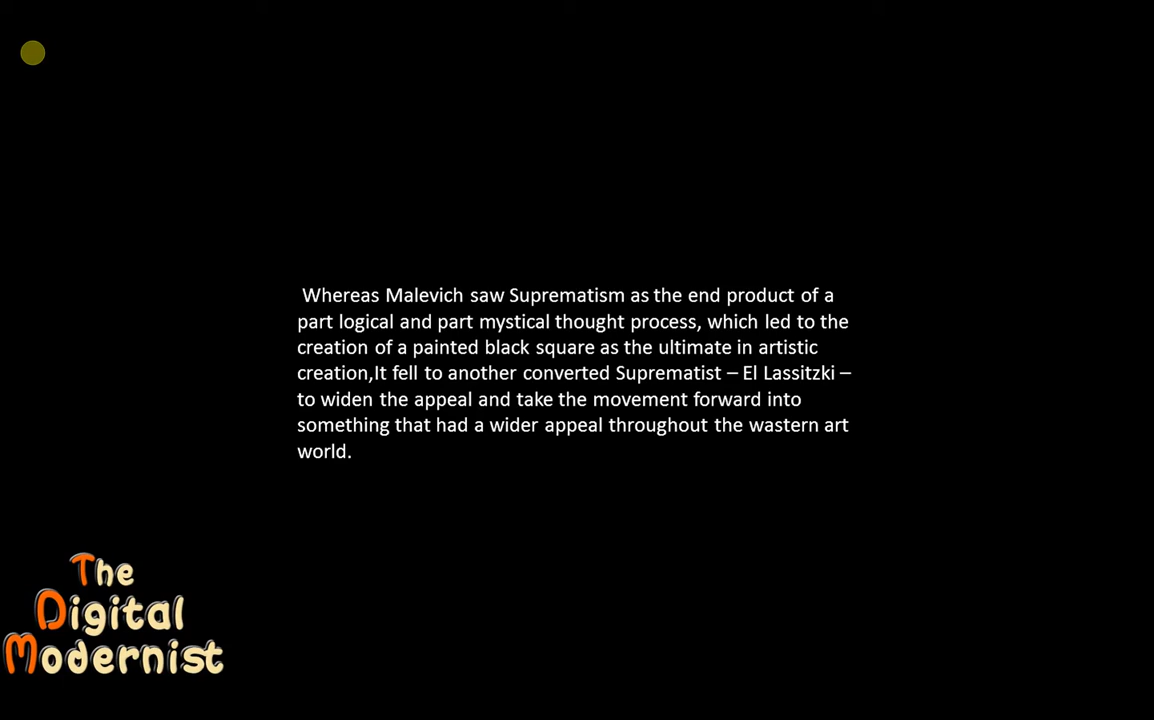 Whereas Malevich saw Suprematism as the end product of a
part logical and part mystical thought process, which led to the
creation of a painted black square as the ultimate in artistic
creation,It fell to another converted Suprematist – El Lassitzki –
to widen the appeal and take the movement forward into
something that had a wider appeal throughout the wastern art
world.
The
Digital
Modernist